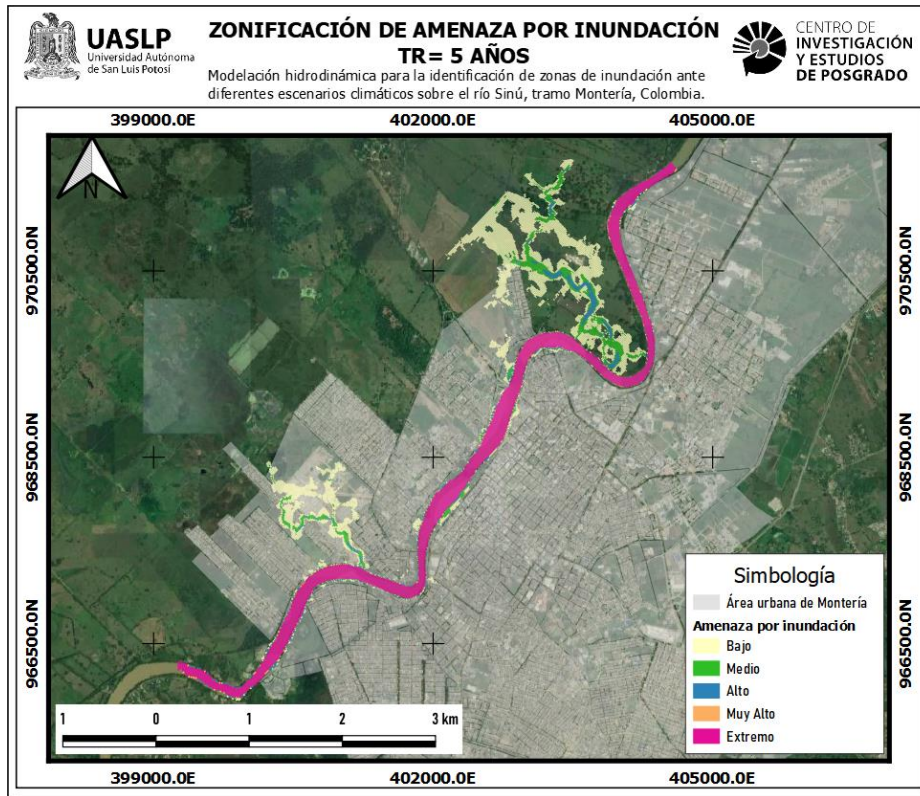 UASLP
Universidad Autónoma
de San Luis Potosí
ZONIFICACIÓN DE AMENAZA POR INUNDACIÓN
TR= 5 AÑOS
Modelación hidrodinámica para la identificación de zonas de inundación ante
diferentes escenarios climáticos sobre el río Sinú, tramo Montería, Colombia.
CENTRO DE
INVESTIGACIÓN
Y ESTUDIOS
DE POSGRADO
399000.0E 402000.0E 405000.0E
N
970500.0N 970500.0N
968500.0N 968500.0N
966500.0N 966500.0N
Simbología
Área urbana de Montería
Amenaza por inundación
Bajo
Medio
Alto
Muy Alto
Extremo
1 0 1 2 3 km
399000.0E 402000.0E 405000.0E